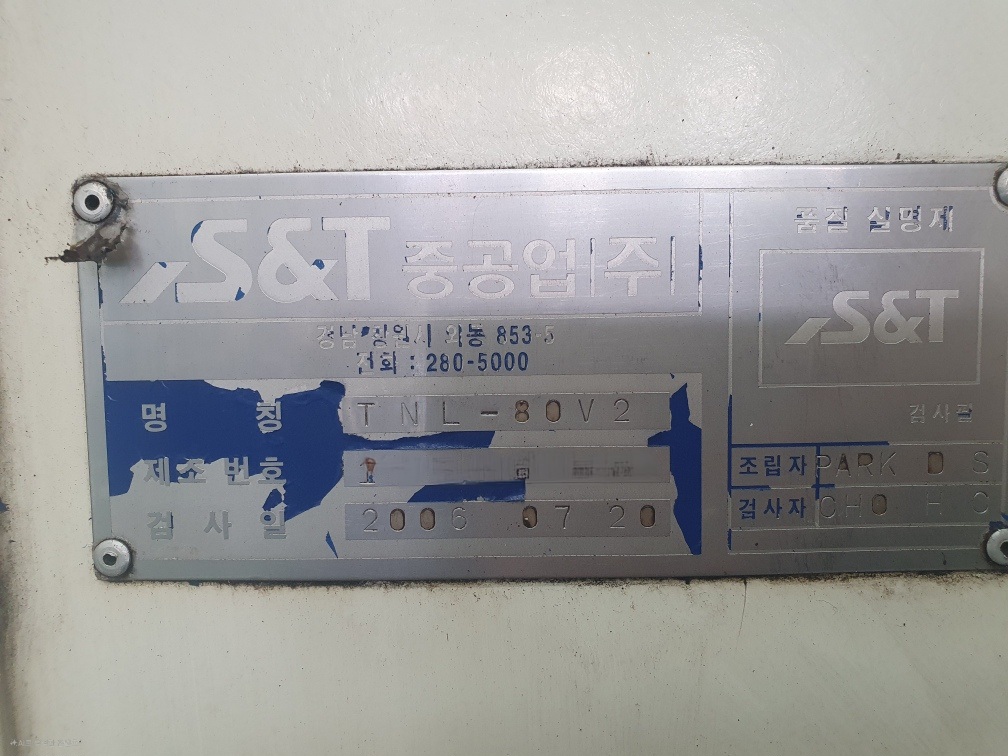 S&T 중공업(주)
경남 창원시 외동 853-5
전화 : 280-5000
명 칭 TNL-80V2
제조번호 1
검 사 일 2006 07 20
품질 실명제
S&T
검사필
조립자 PARK D S
검사자 CHO H C